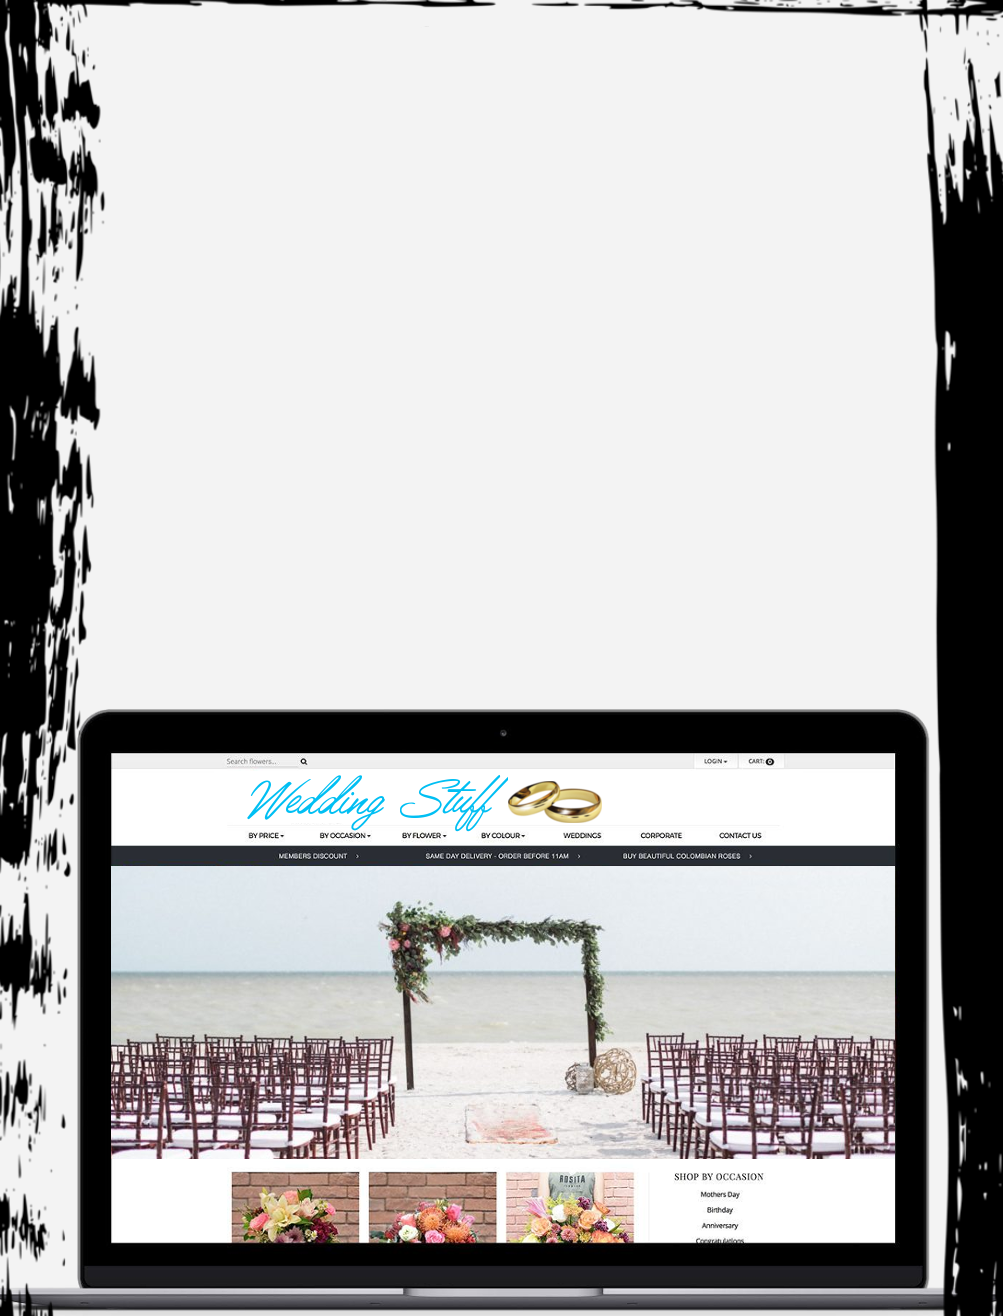 Search flowers...
LOGIN
CART: 0
Wedding Stuff
BY PRICE
BY OCCASION
BY FLOWER
BY COLOUR
WEDDINGS
CORPORATE
CONTACT US
MEMBERS DISCOUNT >
SAME DAY DELIVERY - ORDER BEFORE 11AM >
BUY BEAUTIFUL COLOMBIAN ROSES >
ROSITA
SHOP BY OCCASION
Mothers Day
Birthday
Anniversary
Congratulations